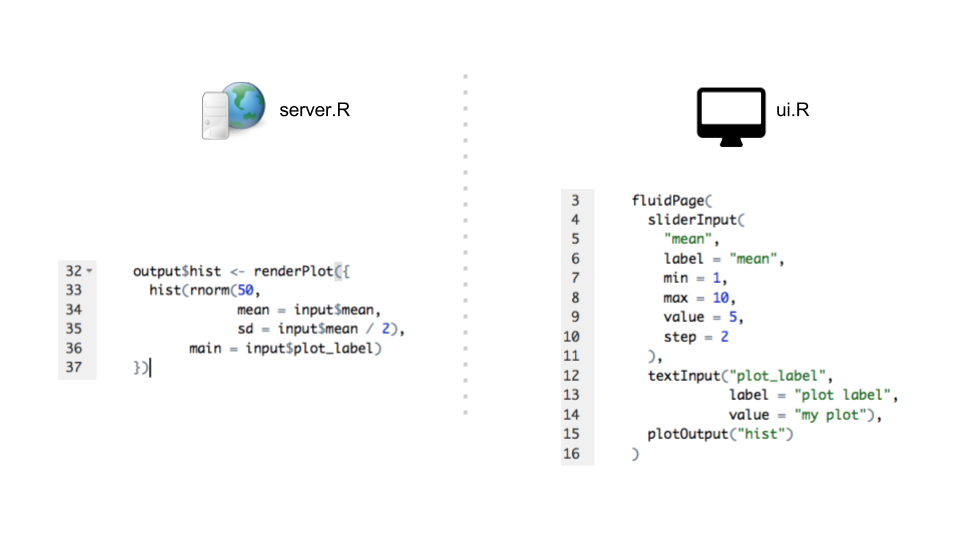 server.R
32 output$hist <- renderPlot({
33 hist(rnorm(50,
34 mean = input$mean,
35 sd = input$mean / 2),
36 main = input$plot_label)
37 })
ui.R
3 fluidPage(
4 sliderInput(
5 "mean",
6 label = "mean",
7 min = 1,
8 max = 10,
9 value = 5,
10 step = 2
11 ),
12 textInput("plot_label",
13 label = "plot label",
14 value = "my plot"),
15 plotOutput("hist")
16 )